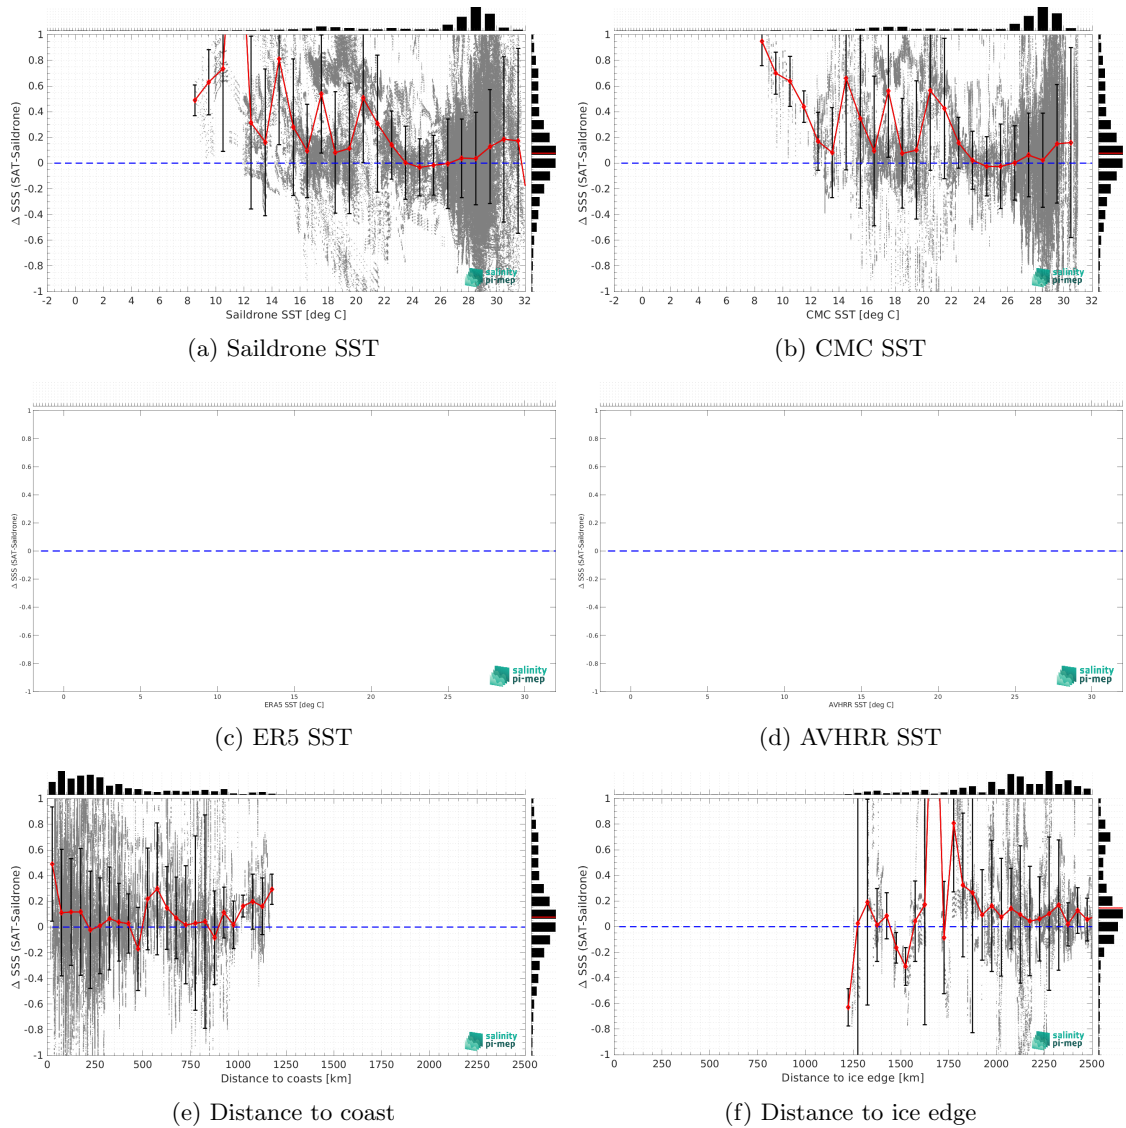 1
0.8
0.6
0.4
0.2
0
-0.2
-0.4
-0.6
-0.8
-1
Δ SSS (SAT-Saildrone)
-2 0 2 4 6 8 10 12 14 16 18 20 22 24 26 28 30 32
Saildrone SST [deg C]
salinity
pi-mep
(a) Saildrone SST
1
0.8
0.6
0.4
0.2
0
-0.2
-0.4
-0.6
-0.8
-1
Δ SSS (SAT-Saildrone)
-2 0 2 4 6 8 10 12 14 16 18 20 22 24 26 28 30 32
CMC SST [deg C]
salinity
pi-mep
(b) CMC SST
1
0.8
0.6
0.4
0.2
0
-0.2
-0.4
-0.6
-0.8
-1
Δ SSS (SAT-Saildrone)
0 5 10 15 20 25 30
ERA5 SST [deg C]
salinity
pi-mep
(c) ER5 SST
1
0.8
0.6
0.4
0.2
0
-0.2
-0.4
-0.6
-0.8
-1
Δ SSS (SAT-Saildrone)
0 5 10 15 20 25 30
AVHRR SST [deg C]
salinity
pi-mep
(d) AVHRR SST
1
0.8
0.6
0.4
0.2
0
-0.2
-0.4
-0.6
-0.8
-1
Δ SSS (SAT-Saildrone)
0 250 500 750 1000 1250 1500 1750 2000 2250 2500
Distance to coasts [km]
salinity
pi-mep
(e) Distance to coast
1
0.8
0.6
0.4
0.2
0
-0.2
-0.4
-0.6
-0.8
-1
Δ SSS (SAT-Saildrone)
0 250 500 750 1000 1250 1500 1750 2000 2250 2500
Distance to ice edge [km]
salinity
pi-mep
(f) Distance to ice edge